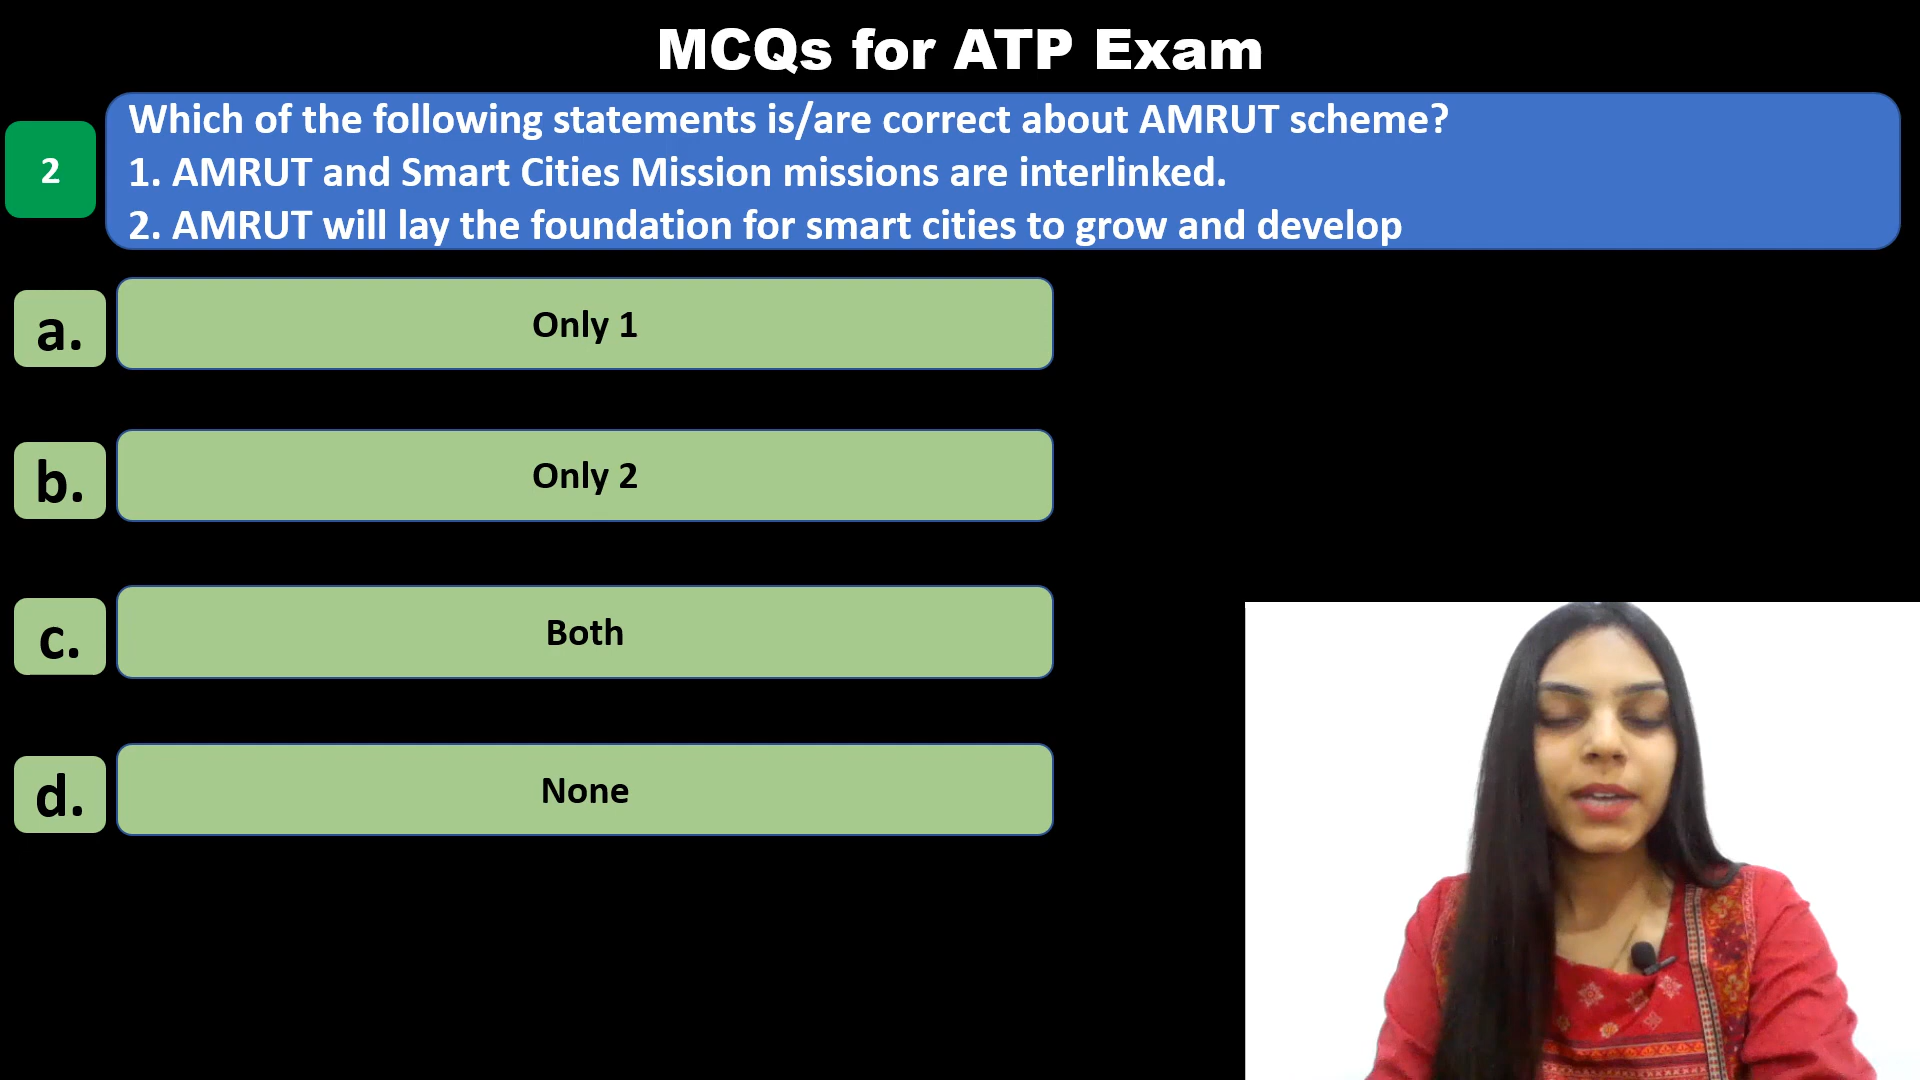 MCQs for ATP Exam
2
Which of the following statements is/are correct about AMRUT scheme?
1. AMRUT and Smart Cities Mission missions are interlinked.
2. AMRUT will lay the foundation for smart cities to grow and develop
a. Only 1
b. Only 2
c. Both
d. None